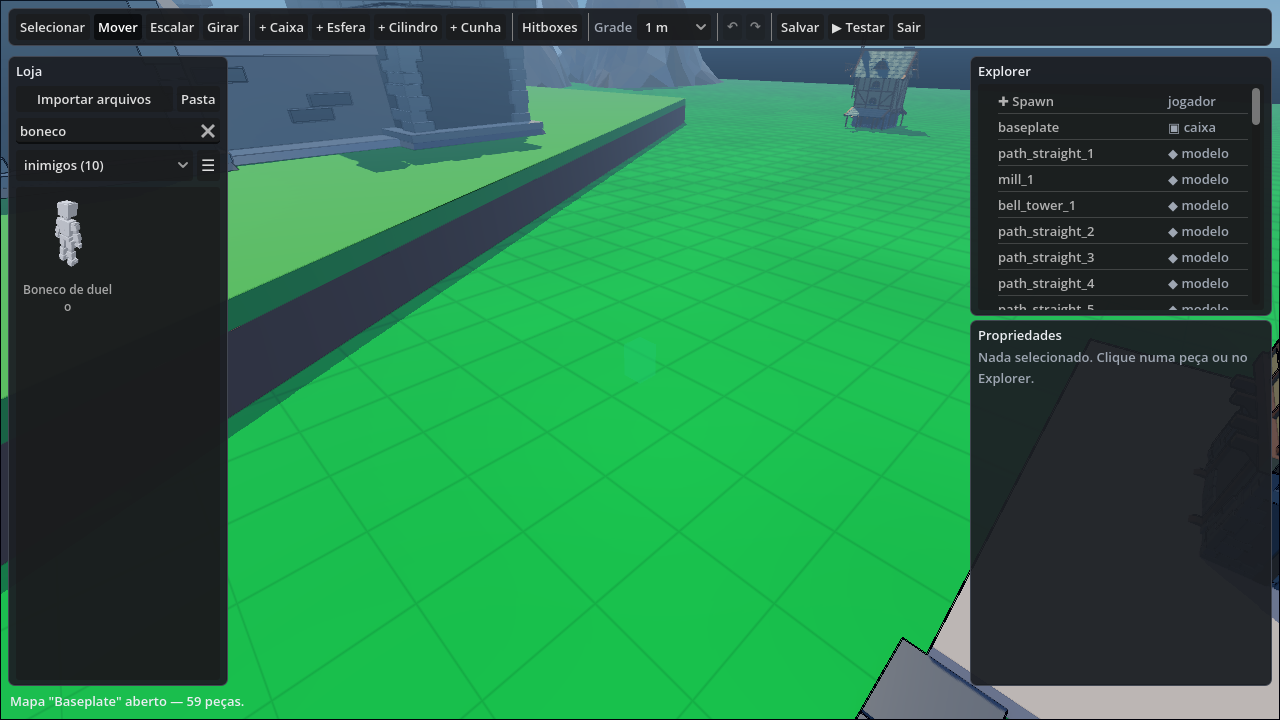 Selecionar Mover Escalar Girar + Caixa + Esfera + Cilindro + Cunha Hitboxes Grade 1 m Salvar ▶ Testar Sair
Loja
Importar arquivos Pasta
boneco
inimigos (10)
Boneco de duel
o
Explorer
✚ Spawn jogador
baseplate ▣ caixa
path_straight_1 ◆ modelo
mill_1 ◆ modelo
bell_tower_1 ◆ modelo
path_straight_2 ◆ modelo
path_straight_3 ◆ modelo
path_straight_4 ◆ modelo
path_straight_5 ◆ modelo
Propriedades
Nada selecionado. Clique numa peça ou no
Explorer.
Mapa "Baseplate" aberto — 59 peças.